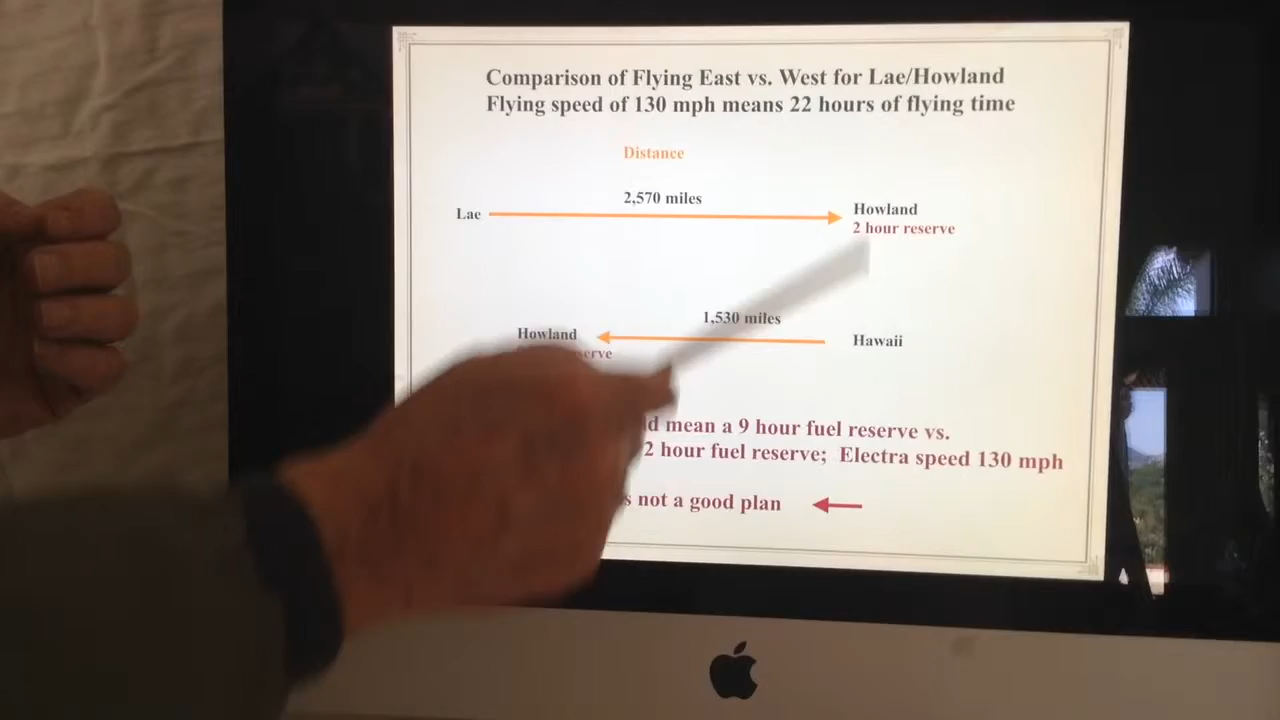 Comparison of Flying East vs. West for Lae/Howland
Flying speed of 130 mph means 22 hours of flying time
Distance
2,570 miles
Lae
Howland
2 hour reserve
1,530 miles
Howland
Hawaii
mean a 9 hour fuel reserve vs.
2 hour fuel reserve; Electra speed 130 mph
not a good plan